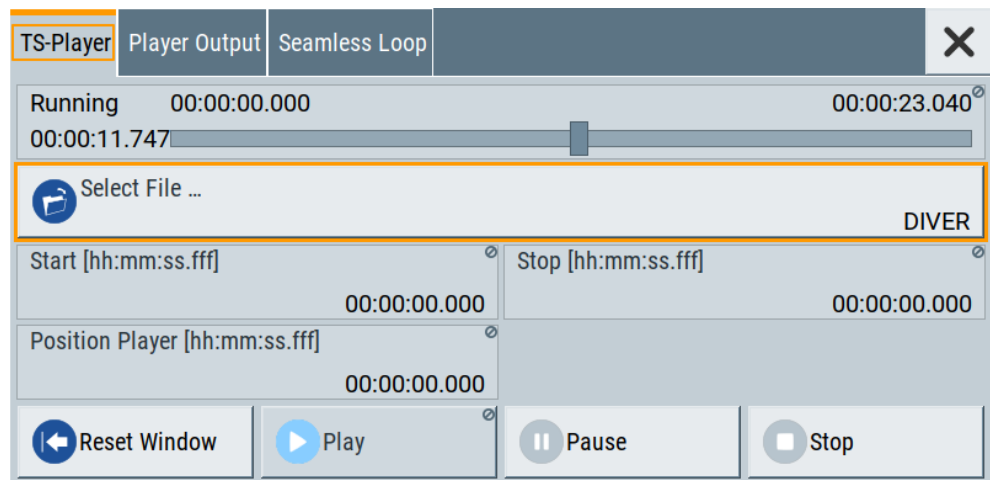 TS-Player Player Output Seamless Loop
Running 00:00:00.000 00:00:23.040
00:00:11.747
Select File ...
DIVER
Start [hh:mm:ss.fff] Stop [hh:mm:ss.fff]
00:00:00.000 00:00:00.000
Position Player [hh:mm:ss.fff]
00:00:00.000
Reset Window Play Pause Stop